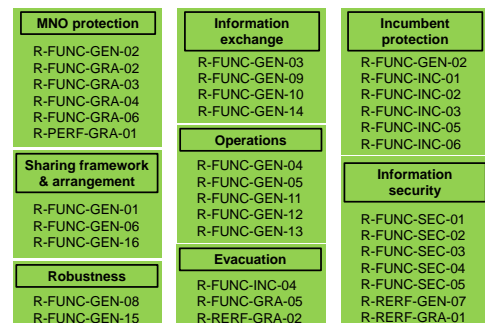 MNO protection
R-FUNC-GEN-02
R-FUNC-GRA-02
R-FUNC-GRA-03
R-FUNC-GRA-04
R-FUNC-GRA-06
R-PERF-GRA-01
Sharing framework
& arrangement
R-FUNC-GEN-01
R-FUNC-GEN-06
R-FUNC-GEN-16
Robustness
R-FUNC-GEN-08
R-FUNC-GEN-15
Information
exchange
R-FUNC-GEN-03
R-FUNC-GEN-09
R-FUNC-GEN-10
R-FUNC-GEN-14
Operations
R-FUNC-GEN-04
R-FUNC-GEN-05
R-FUNC-GEN-11
R-FUNC-GEN-12
R-FUNC-GEN-13
Evacuation
R-FUNC-INC-04
R-FUNC-GRA-05
R-RERF-GRA-02
Incumbent
protection
R-FUNC-GEN-02
R-FUNC-INC-01
R-FUNC-INC-02
R-FUNC-INC-03
R-FUNC-INC-05
R-FUNC-INC-06
Information
security
R-FUNC-SEC-01
R-FUNC-SEC-02
R-FUNC-SEC-03
R-FUNC-SEC-04
R-FUNC-SEC-05
R-RERF-GEN-07
R-RERF-GRA-01